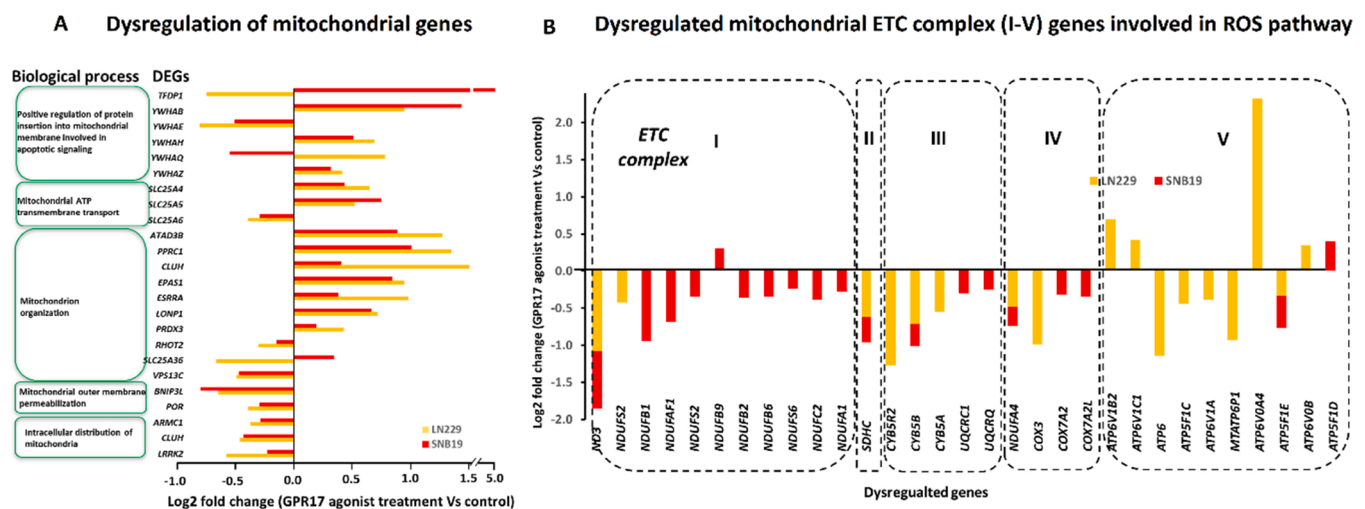 A Dysregulation of mitochondrial genes
Biological process DEGs
Positive regulation of protein
insertion into mitochondrial
membrane Involved in
apoptotic signaling
Mitochondrial ATP
transmembrane transport
Mitochondrion
organization
Mitochondrial outer membrane
permeabilization
Intracellular distribution of
mitochondria
TFDP1
YWHAB
YWHAE
YWHAH
YWHAQ
YWHAZ
SLC25A4
SLC25A5
SLC25A6
ATAD3B
PPRC1
CLUH
EPAS1
ESRRA
LONP1
PRDX3
RHOT2
SLC25A36
VPS13C
BNIP3L
POR
ARMC1
CLUH
LRRK2
LN229
SNB19
-1.0 -0.5 0.0 0.5 1.0 1.5 5.0
Log2 fold change (GPR17 agonist treatment Vs control)
B Dysregulated mitochondrial ETC complex (I-V) genes involved in ROS pathway
Log2 fold change (GPR17 agonist treatment Vs control)
2.0
1.5
1.0
0.5
0.0
-0.5
-1.0
-1.5
-2.0
ETC
complex
I
II
III
IV
V
LN229 SNB19
ND3
NDUFS2
NDUFB1
NDUFAF1
NDUFS2
NDUFB9
NDUFB2
NDUFB6
NDUFS6
NDUFC2
NDUFA1
SDHC
CYB5R2
CYB5B
CYB5A
UQCRC1
UQCRQ
NDUFA4
COX3
COX7A2
COX7A2L
ATP6V1B2
ATP6V1C1
ATP6
ATP5F1C
ATP6V1A
MTATP6P1
ATP6V0A4
ATP5F1E
ATP6V0B
ATP5F1D
Dysregualted genes